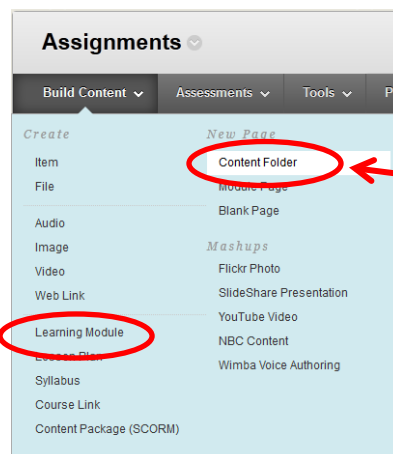 Assignments
Build Content Assessments Tools P
Create
Item
File
Audio
Image
Video
Web Link
Learning Module
Lesson Plan
Syllabus
Course Link
Content Package (SCORM)
New Page
Content Folder
Module Page
Blank Page
Mashups
Flickr Photo
SlideShare Presentation
YouTube Video
NBC Content
Wimba Voice Authoring